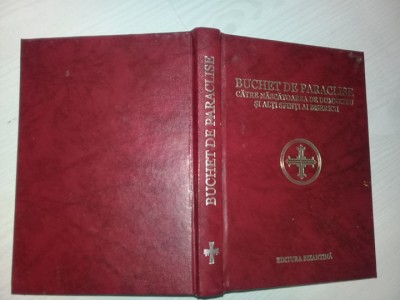 BUCHET DE PARACLISE
BUCHET DE PARACLISE
CĂTRE NĂSCĂTOAREA DE DUMNEZEU
ȘI ALȚI SFINȚI AI BISERICII
EDITURA BIZANTINĂ